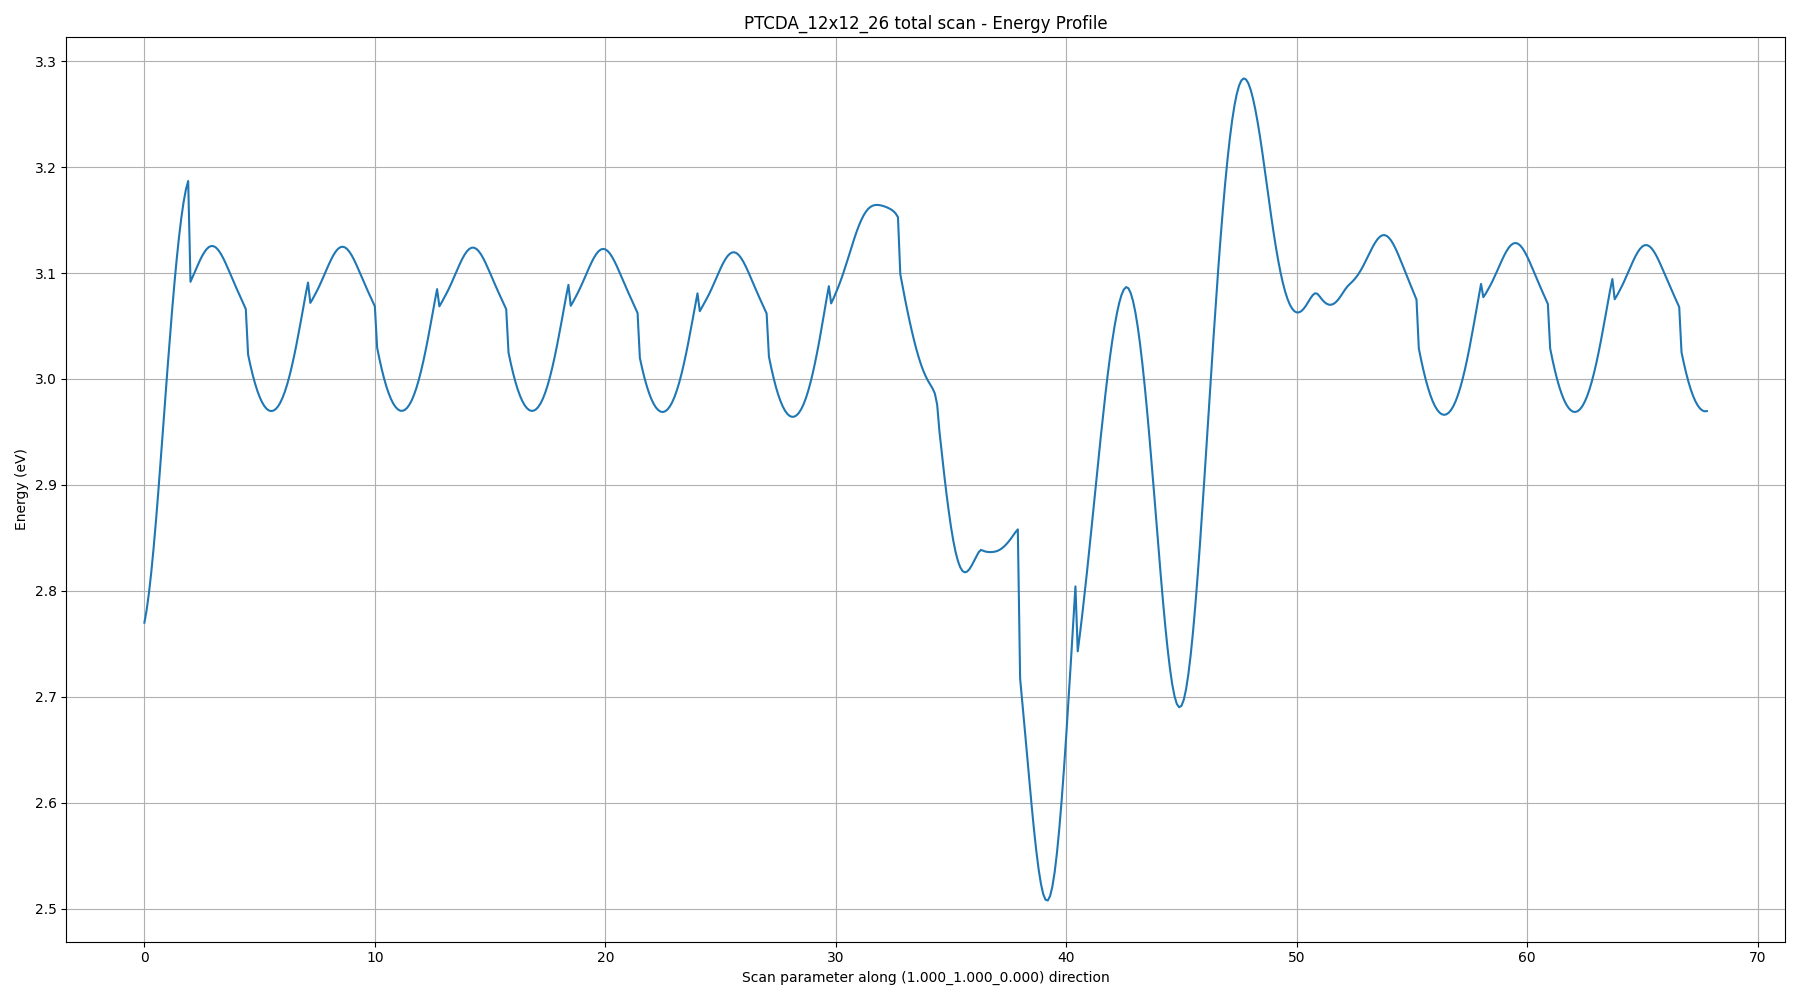 PTCDA_12x12_26 total scan - Energy Profile
Energy (eV)
3.3
3.2
3.1
3.0
2.9
2.8
2.7
2.6
2.5
0 10 20 30 40 50 60 70
Scan parameter along (1.000_1.000_0.000) direction